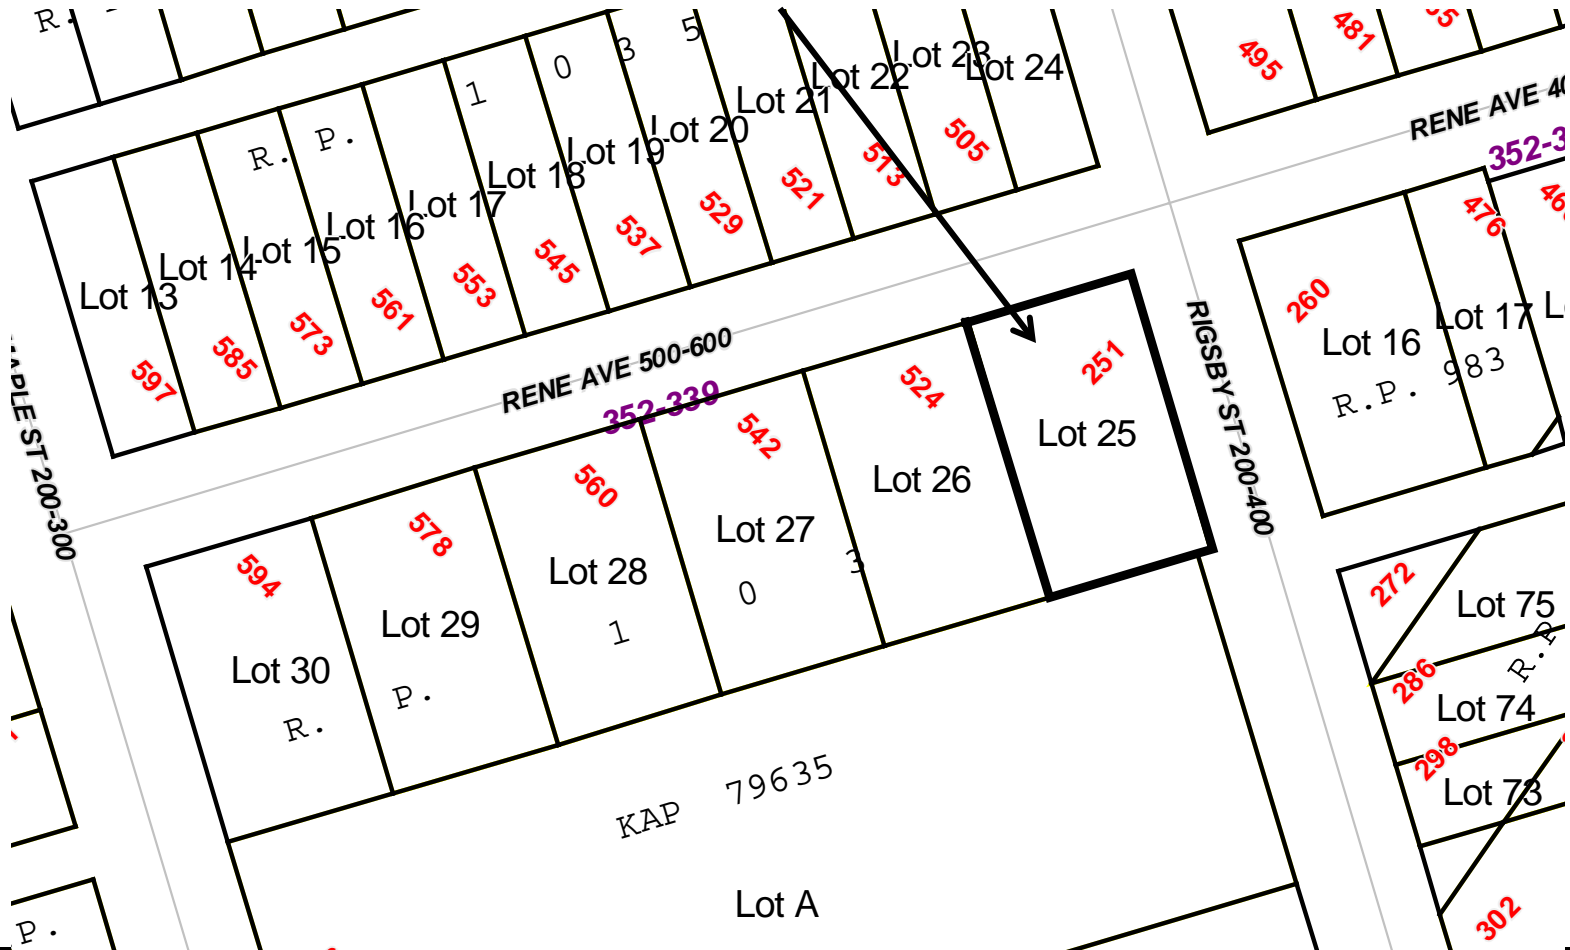 R.
Lot 13
Lot 14
Lot 15
Lot 16
Lot 17
Lot 18
Lot 19
Lot 20
Lot 21
Lot 22
Lot 23
Lot 24
R. P. 1 0 3 5
597
585
573
561
553
545
537
529
521
513
505
495
481
RENE AVE 500-600
352-339
RENE AVE 40
352-3
MAPLE ST 200-300
RIGSBY ST 200-400
594
578
560
542
524
251
Lot 30
Lot 29
Lot 28
Lot 27
Lot 26
Lot 25
R. P. 1 0 3
260
476
46
Lot 16
Lot 17
R.P. 983
272
Lot 75
286
Lot 74
298
Lot 73
302
R.P
KAP 79635
Lot A
P.